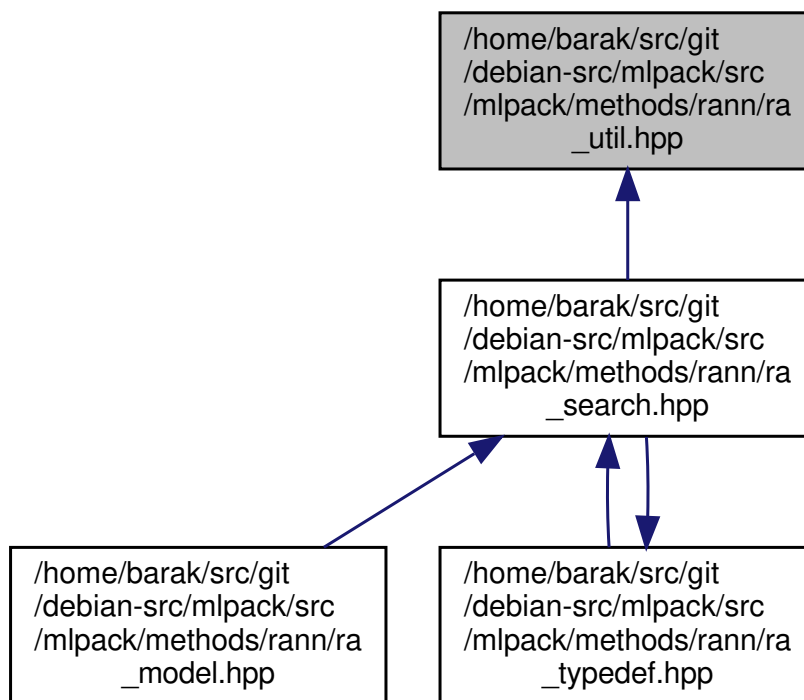 /home/barak/src/git
/debian-src/mlpack/src
/mlpack/methods/rann/ra
_util.hpp
/home/barak/src/git
/debian-src/mlpack/src
/mlpack/methods/rann/ra
_search.hpp
/home/barak/src/git
/debian-src/mlpack/src
/mlpack/methods/rann/ra
_model.hpp
/home/barak/src/git
/debian-src/mlpack/src
/mlpack/methods/rann/ra
_typedef.hpp